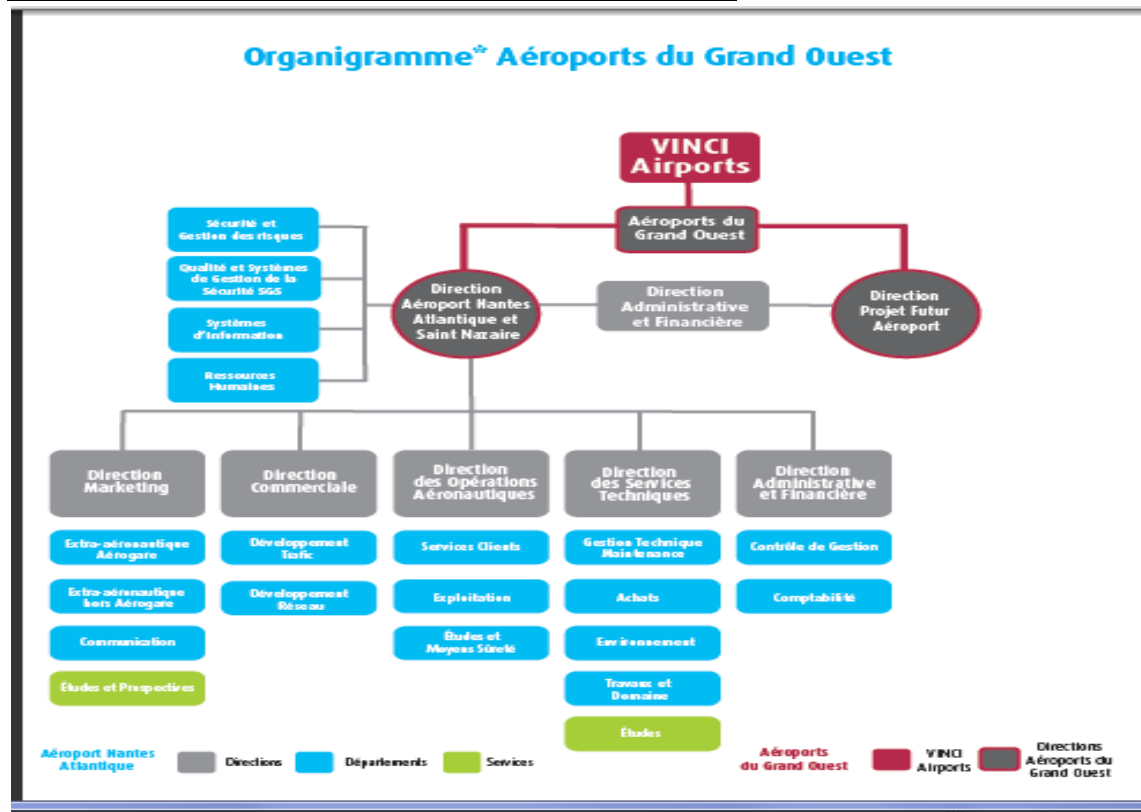 Organigramme* Aéroports du Grand Ouest
VINCI
Airports
Aéroports du
Grand Ouest
Sécurité et
Gestion des risques
Qualité et Systèmes
de Gestion de la
Sécurité SGS
Systèmes
d'Information
Ressources
Humaines
Direction
Aéroport Nantes
Atlantique et
Saint Nazaire
Direction
Administrative
et Financière
Direction
Projet Futur
Aéroport
Direction
Marketing
Extra-aéronautique
Aérogare
Extra-aéronautique
hors Aérogare
Communication
Études et Prospectives
Direction
Commerciale
Développement
Trafic
Développement
Réseau
Direction
des Opérations
Aéronautiques
Services Clients
Exploitation
Études et
Moyens Sûreté
Direction
des Services
Techniques
Gestion Technique
Maintenance
Achats
Environnement
Travaux et
Domaine
Études
Direction
Administrative
et Financière
Contrôle de Gestion
Comptabilité
Aéroport Nantes
Atlantique
Directions
Départements
Services
Aéroports
du Grand Ouest
VINCI
Airports
Directions
Aéroports du
Grand Ouest